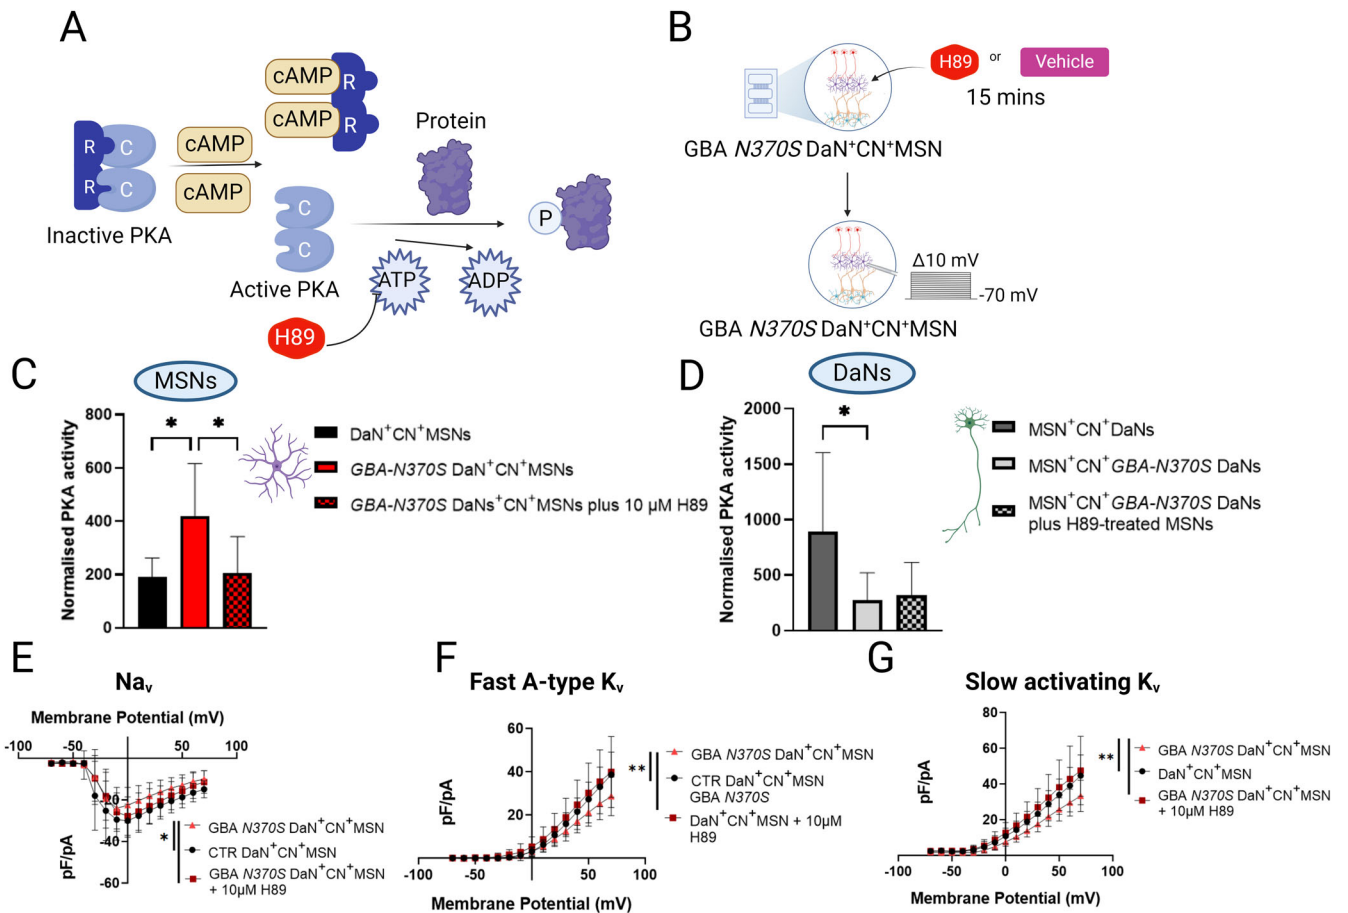 A
cAMP
R
cAMP
R
R
C
R
C
cAMP
cAMP
Inactive PKA
C
C
Active PKA
Protein
P
ATP
ADP
H89
B
H89
or
Vehicle
15 mins
GBA N370S DaN⁺CN⁺MSN
Δ10 mV
-70 mV
GBA N370S DaN⁺CN⁺MSN
C
MSNs
Normalised PKA activity
800
600
400
200
0
*
*
DaN⁺CN⁺MSNs
GBA-N370S DaN⁺CN⁺MSNs
GBA-N370S DaNs⁺CN⁺MSNs plus 10 µM H89
D
DaNs
Normalised PKA activity
2000
1500
1000
500
0
*
MSN⁺CN⁺DaNs
MSN⁺CN⁺GBA-N370S DaNs
MSN⁺CN⁺GBA-N370S DaNs
plus H89-treated MSNs
E
Naᵥ
Membrane Potential (mV)
-100
-50
50
100
-40
-60
pF/pA
*
GBA N370S DaN⁺CN⁺MSN
CTR DaN⁺CN⁺MSN
GBA N370S DaN⁺CN⁺MSN
+ 10µM H89
F
Fast A-type Kᵥ
pF/pA
60
40
20
-100
-50
0
50
100
Membrane Potential (mV)
**
GBA N370S DaN⁺CN⁺MSN
CTR DaN⁺CN⁺MSN
GBA N370S
DaN⁺CN⁺MSN + 10µM
H89
G
Slow activating Kᵥ
pF/pA
80
60
40
20
-100
-50
0
50
100
Membrane Potential (mV)
**
GBA N370S DaN⁺CN⁺MSN
DaN⁺CN⁺MSN
GBA N370S DaN⁺CN⁺MSN
+ 10µM H89